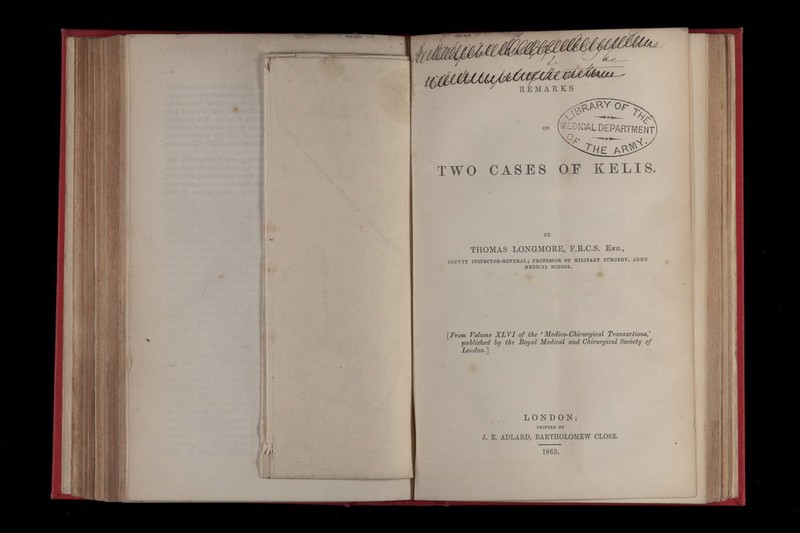 REMARKS
ON
LIBRARY OF THE
MEDICAL DEPARTMENT
OF THE ARMY.
TWO CASES OF KELIS.
BY
THOMAS LONGMORE, F.R.C.S. ENG.,
DEPUTY INSPECTOR-GENERAL; PROFESSOR OF MILITARY SURGERY, ARMY
MEDICAL SCHOOL.
[From Volume XLVI of the ‘Medico-Chirurgical Transactions,’
published by the Royal Medical and Chirurgical Society of
London.]
LONDON:
PRINTED BY
J. E. ADLARD, BARTHOLOMEW CLOSE.
1863.